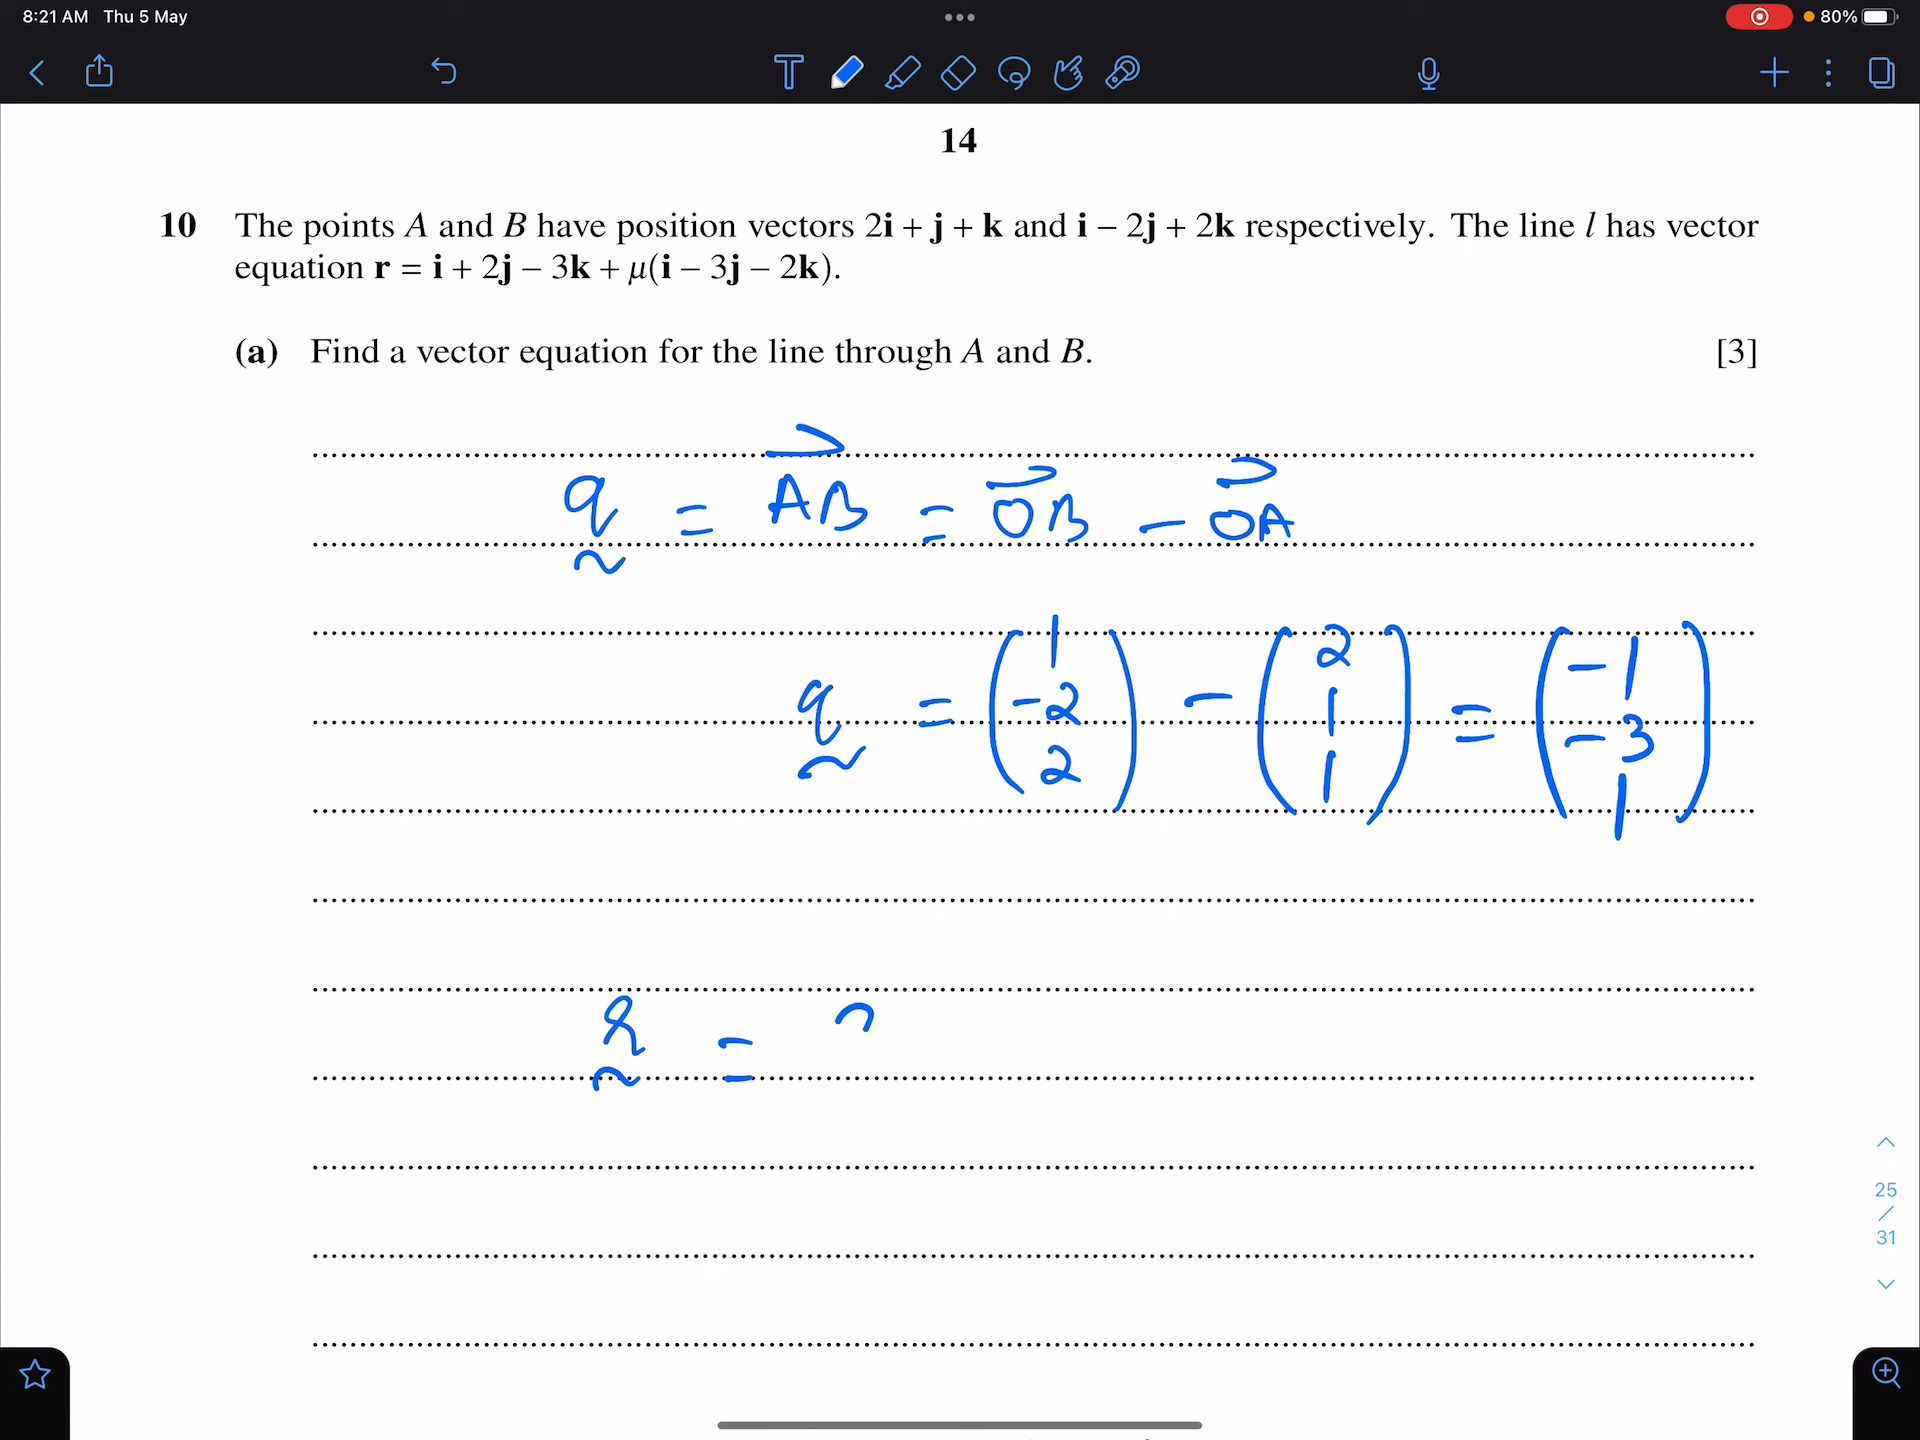 8:21 AM Thu 5 May
80%
14
10 The points A and B have position vectors 2i + j + k and i − 2j + 2k respectively. The line l has vector
equation r = i + 2j − 3k + μ(i − 3j − 2k).
(a) Find a vector equation for the line through A and B. [3]
q = AB = OB − OA
q = (1 −2 2) − (2 1 1) = (−1 −3 1)
r =
25
/
31